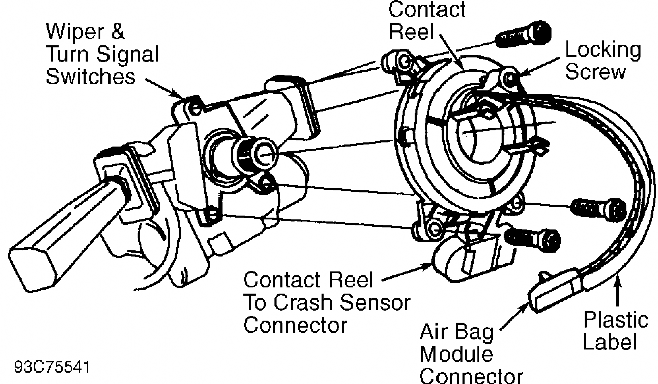 Contact
Reel
Wiper &
Turn Signal
Switches
Locking
Screw
Contact Reel
To Crash Sensor
Connector
Air Bag
Module
Connector
Plastic
Label
93C75541